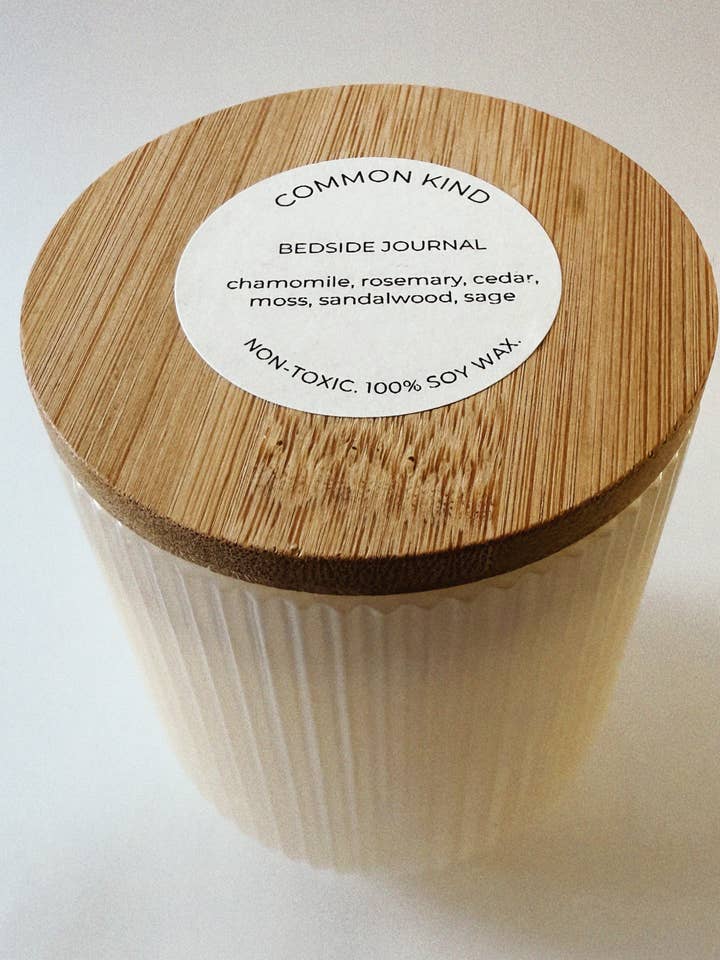 COMMON KIND
BEDSIDE JOURNAL
chamomile, rosemary, cedar,
moss, sandalwood, sage
NON-TOXIC. 100% SOY WAX.